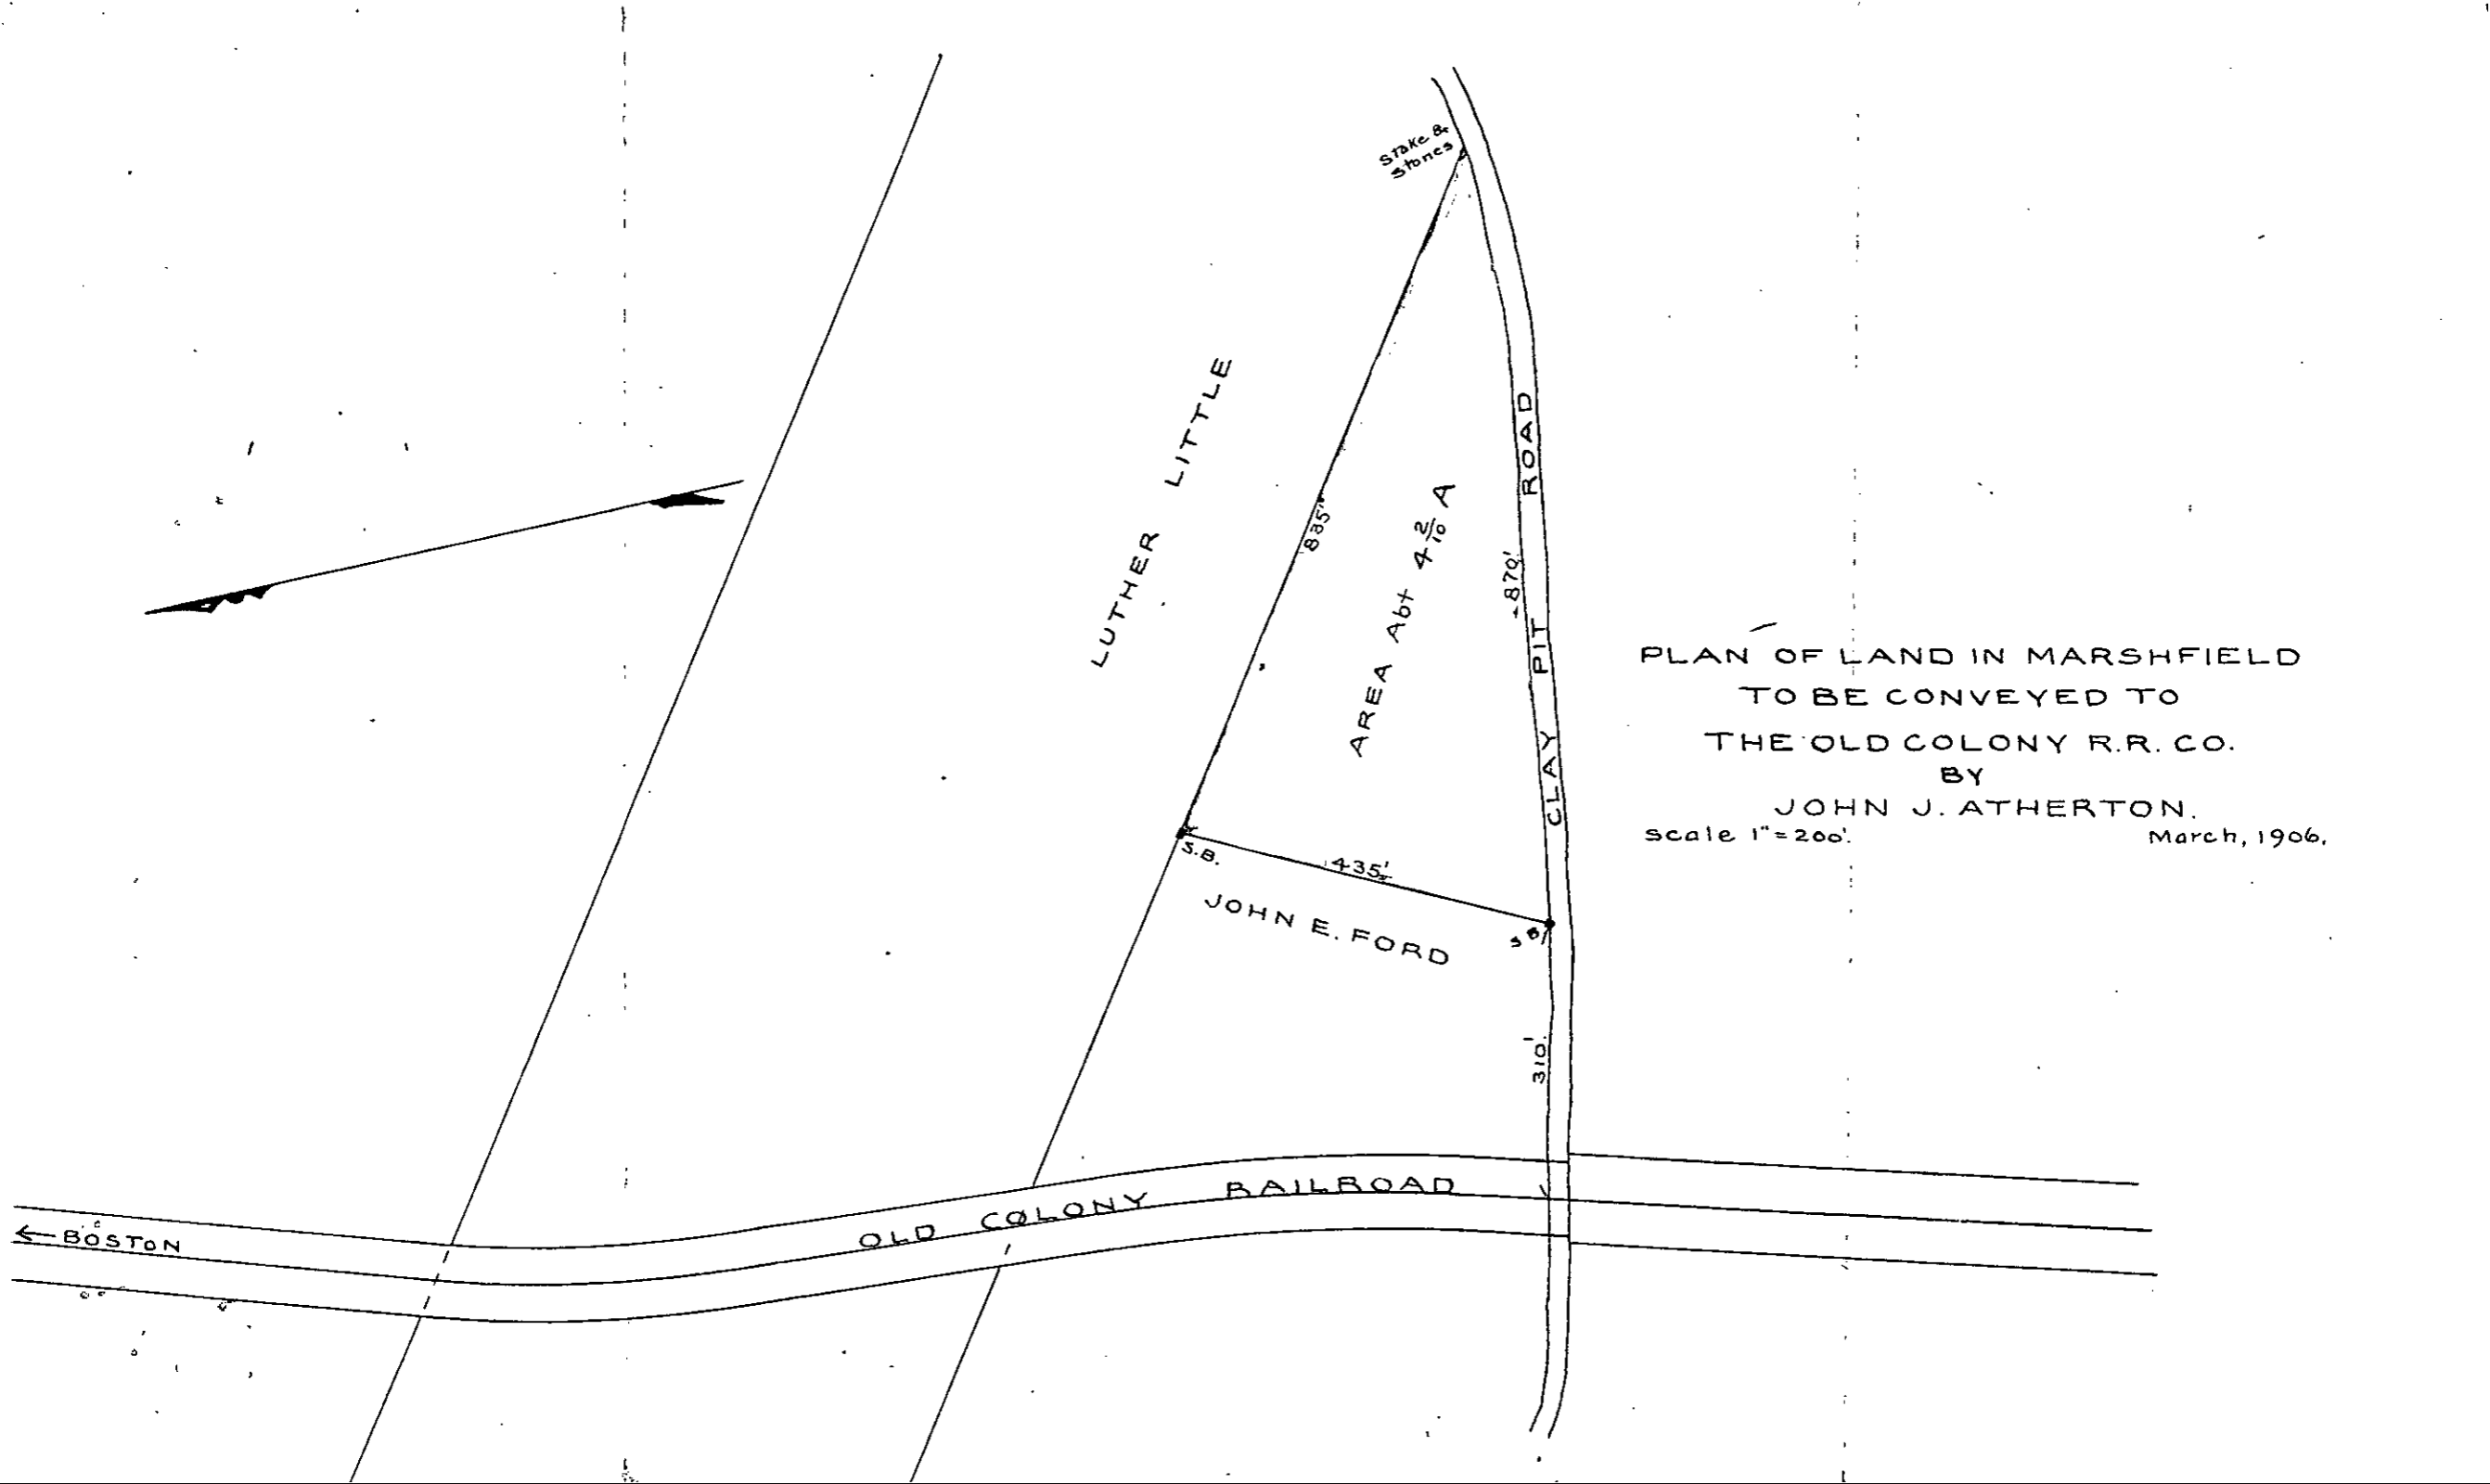 Stake &
Stones
LUTHER LITTLE
835'
AREA Abt 4 2/10 A
870'
CLAY PIT ROAD
S.B.
435'
JOHN E. FORD
S B
310'
OLD COLONY RAILROAD
← BOSTON
PLAN OF LAND IN MARSHFIELD
TO BE CONVEYED TO
THE OLD COLONY R.R. CO.
BY
JOHN J. ATHERTON.
Scale 1"=200'.
March, 1906.